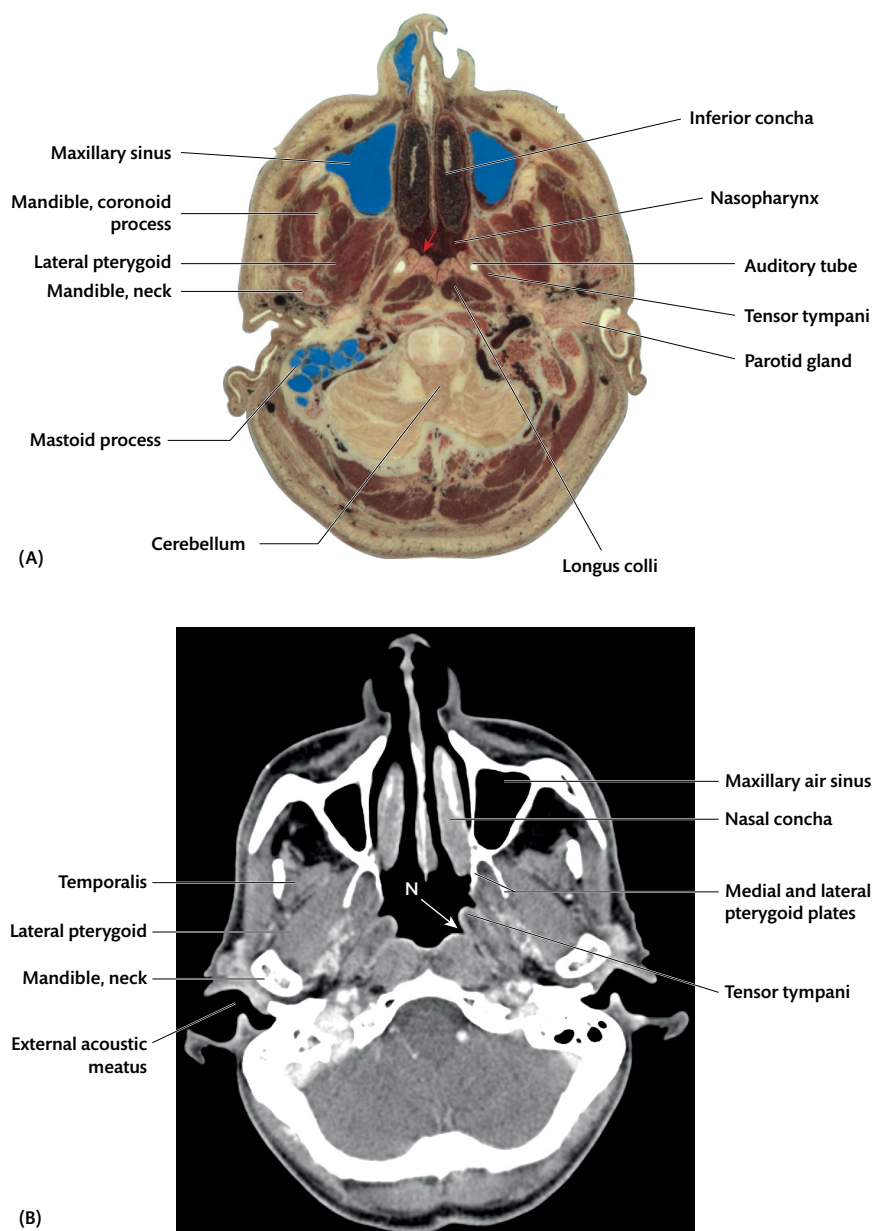 Maxillary sinus
Mandible, coronoid
process
Lateral pterygoid
Mandible, neck
Mastoid process
Cerebellum
Inferior concha
Nasopharynx
Auditory tube
Tensor tympani
Parotid gland
Longus colli
(A)
Temporalis
Lateral pterygoid
Mandible, neck
External acoustic
meatus
N
Maxillary air sinus
Nasal concha
Medial and lateral
pterygoid plates
Tensor tympani
(B)